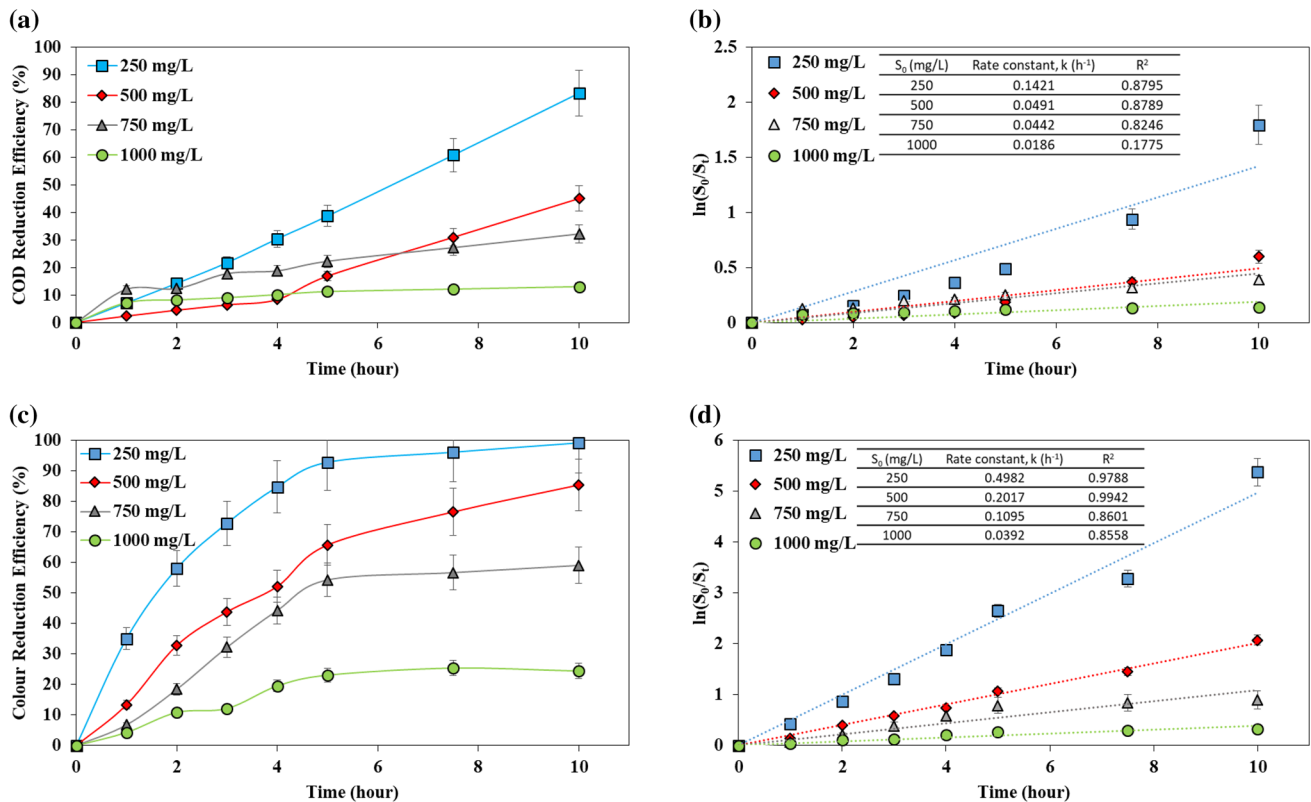 (a)
COD Reduction Efficiency (%)
100
90
80
70
60
50
40
30
20
10
0
250 mg/L
500 mg/L
750 mg/L
1000 mg/L
0 2 4 6 8 10
Time (hour)
(b)
ln(S0/St)
2.5
2
1.5
1
0.5
0
250 mg/L
500 mg/L
750 mg/L
1000 mg/L
S0 (mg/L) Rate constant, k (h-1) R2
250 0.1421 0.8795
500 0.0491 0.8789
750 0.0442 0.8246
1000 0.0186 0.1775
0 2 4 6 8 10
Time (hour)
(c)
Colour Reduction Efficiency (%)
100
90
80
70
60
50
40
30
20
10
0
250 mg/L
500 mg/L
750 mg/L
1000 mg/L
0 2 4 6 8 10
Time (hour)
(d)
ln(S0/St)
6
5
4
3
2
1
0
250 mg/L
500 mg/L
750 mg/L
1000 mg/L
S0 (mg/L) Rate constant, k (h-1) R2
250 0.4982 0.9788
500 0.2017 0.9942
750 0.1095 0.8601
1000 0.0392 0.8558
0 2 4 6 8 10
Time (hour)